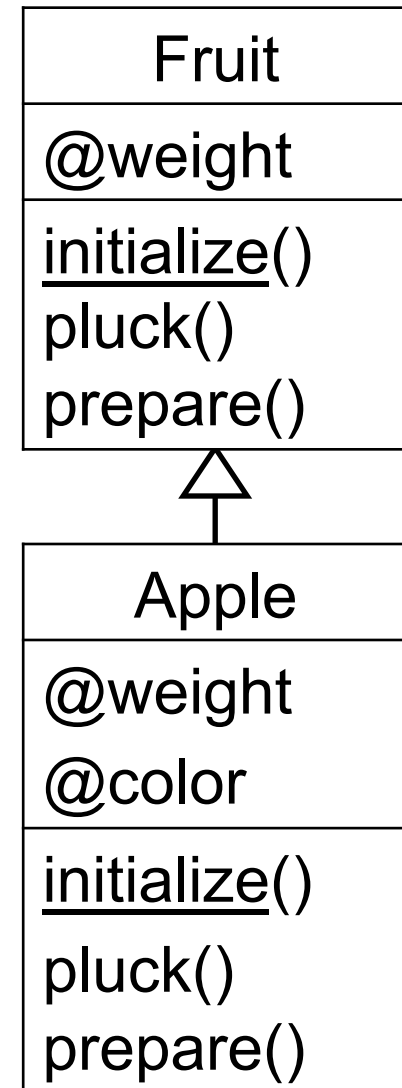 Fruit
@weight
initialize()
pluck()
prepare()
Apple
@weight
@color
initialize()
pluck()
prepare()